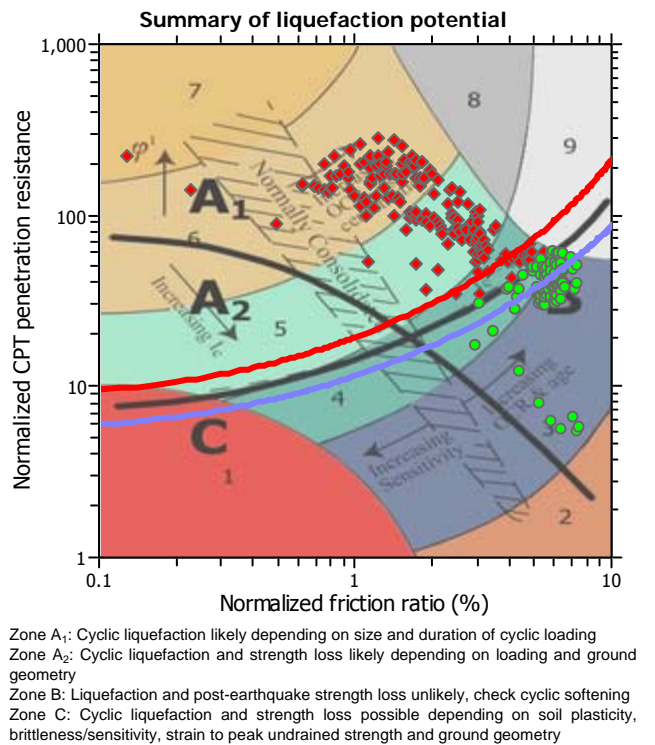 Summary of liquefaction potential
1,000
7
8
9
φ'
Normally Consolidated
OCR
A1
100
6
Increasing Ic
A2
5
B
Normalized CPT penetration resistance
10
4
Increasing
OCR & age
C
Increasing
Sensitivity
3
1
2
1
0.1
1
10
Normalized friction ratio (%)
Zone A1: Cyclic liquefaction likely depending on size and duration of cyclic loading
Zone A2: Cyclic liquefaction and strength loss likely depending on loading and ground
geometry
Zone B: Liquefaction and post-earthquake strength loss unlikely, check cyclic softening
Zone C: Cyclic liquefaction and strength loss possible depending on soil plasticity,
brittleness/sensitivity, strain to peak undrained strength and ground geometry